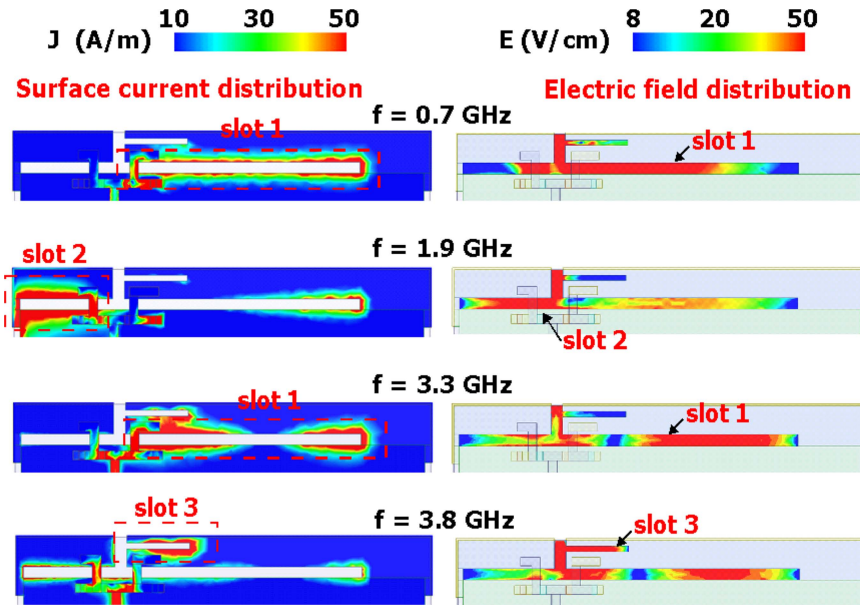 10 30 50
J (A/m)
8 20 50
E (V/cm)
Surface current distribution
Electric field distribution
f = 0.7 GHz
slot 1
slot 1
f = 1.9 GHz
slot 2
slot 2
f = 3.3 GHz
slot 1
slot 1
f = 3.8 GHz
slot 3
slot 3